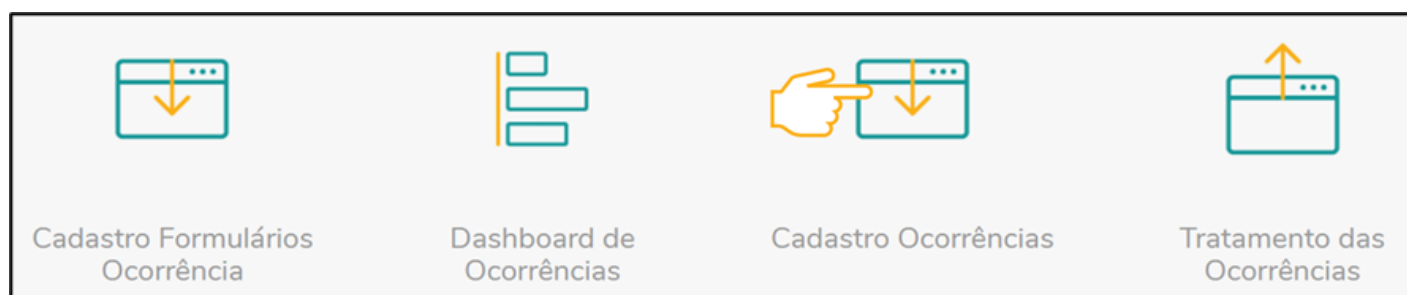 Cadastro Formulários
Ocorrência
Dashboard de
Ocorrências
Cadastro Ocorrências
Tratamento das
Ocorrências